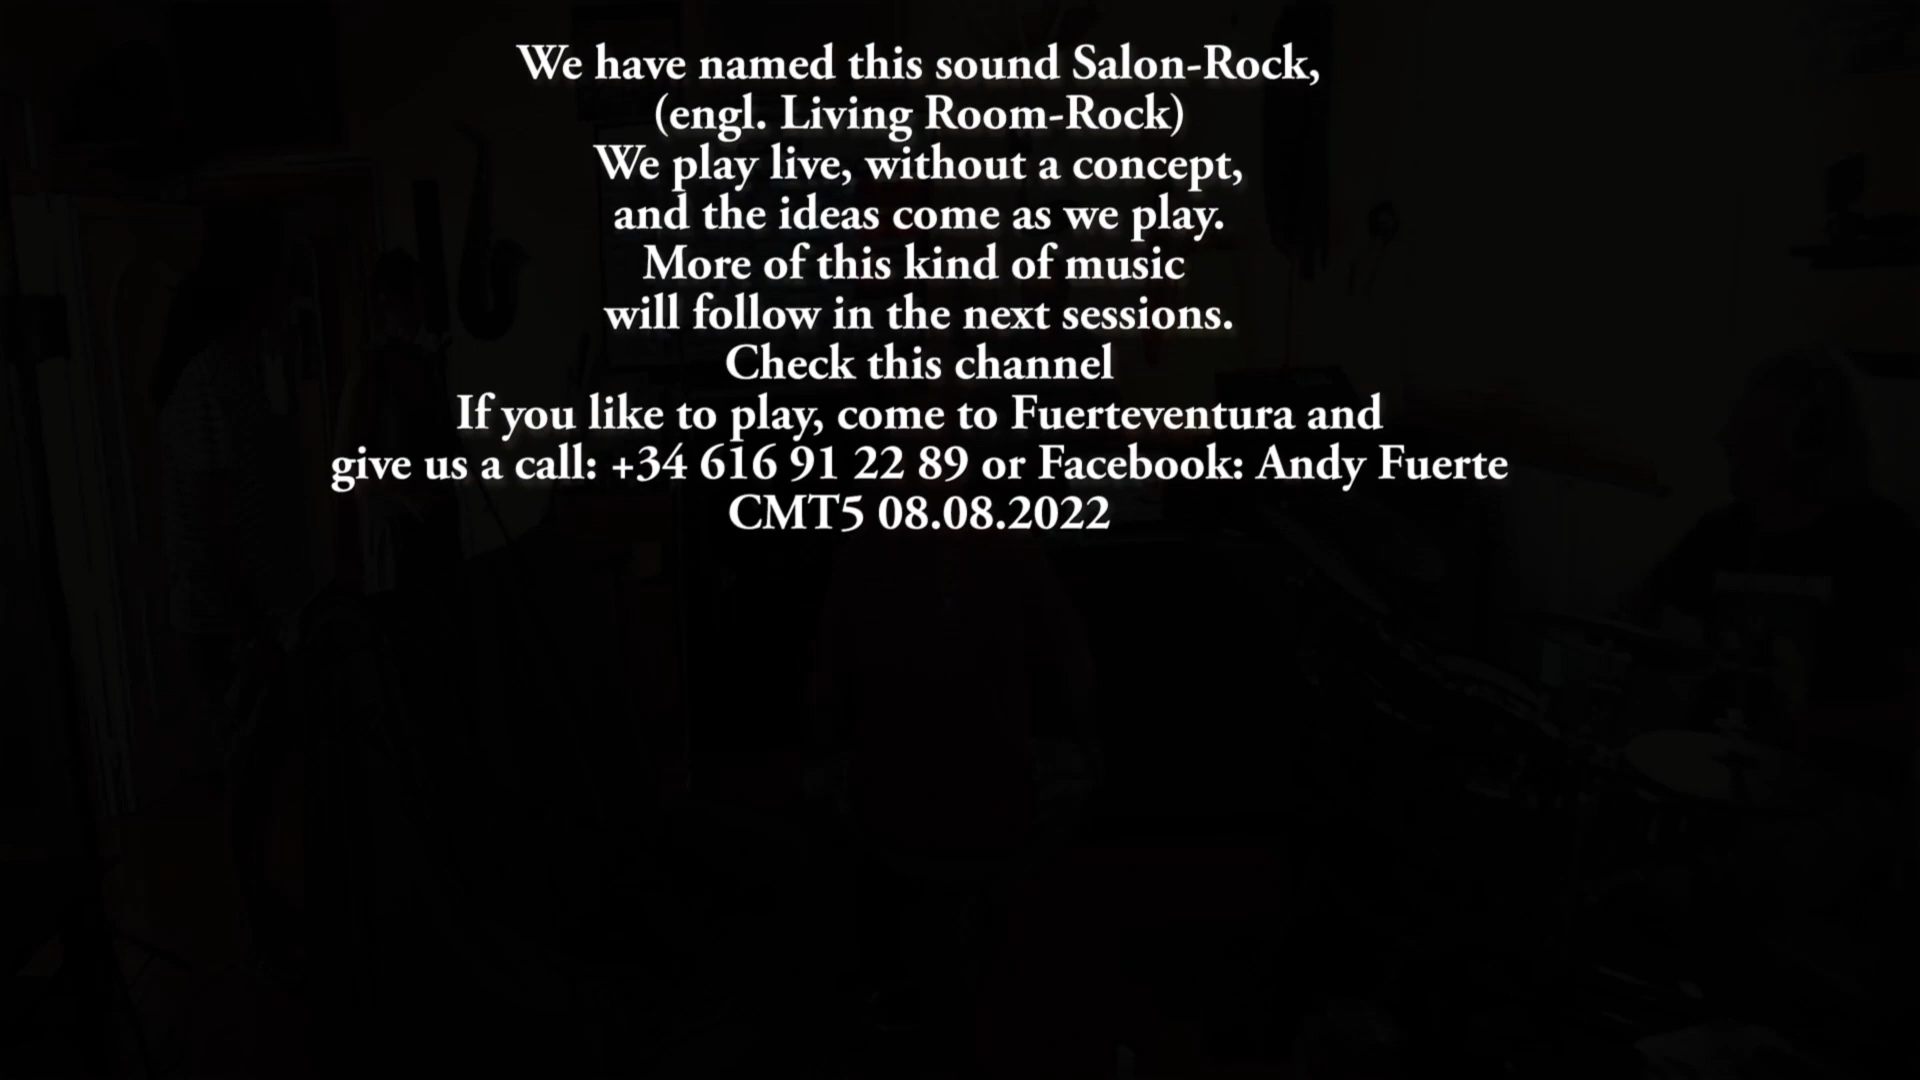 We have named this sound Salon-Rock,
(engl. Living Room-Rock)
We play live, without a concept,
and the ideas come as we play.
More of this kind of music
will follow in the next sessions.
Check this channel
If you like to play, come to Fuerteventura and
give us a call: +34 616 91 22 89 or Facebook: Andy Fuerte
CMT5 08.08.2022